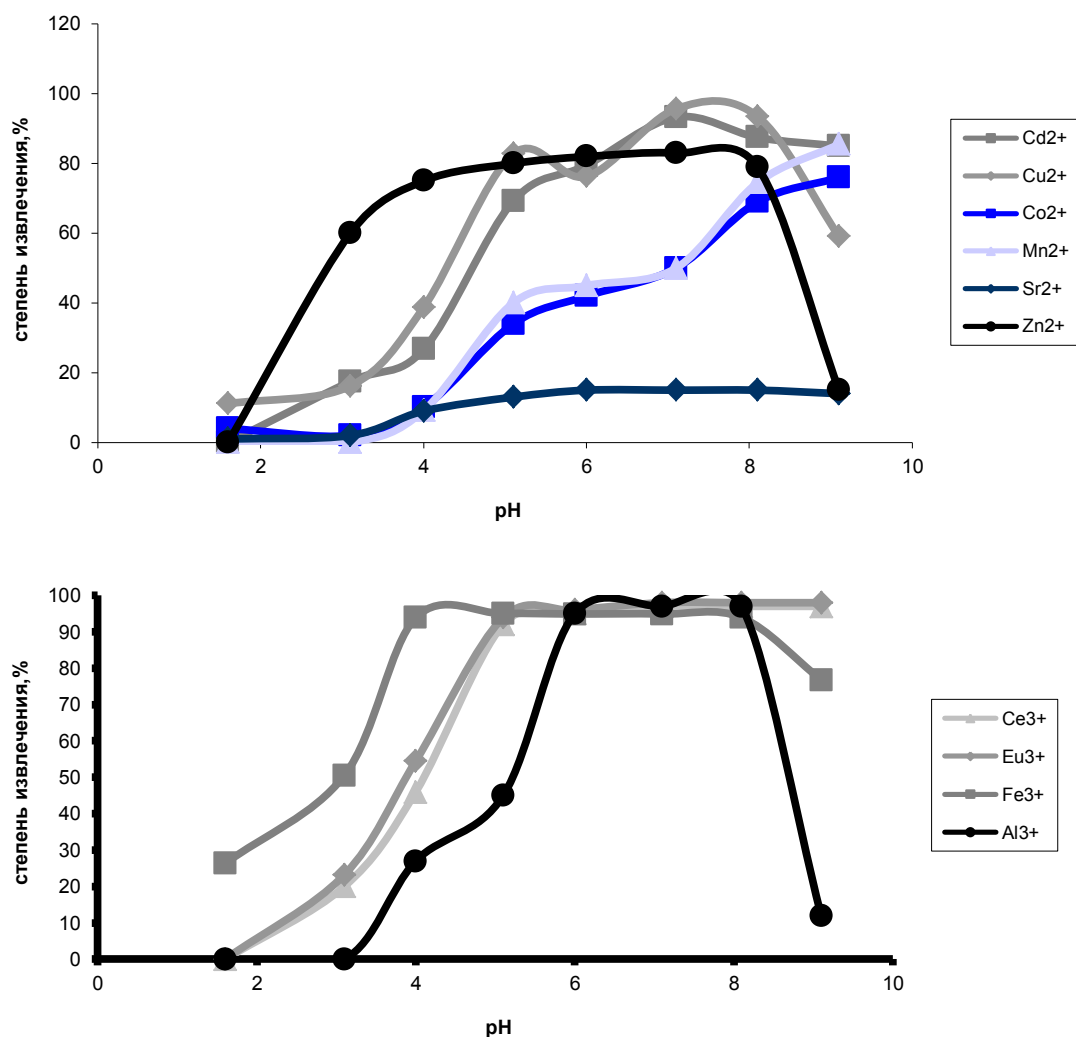 120
100
80
60
40
20
0
степень извлечения,%
0 2 4 6 8 10
pH
Cd2+
Cu2+
Co2+
Mn2+
Sr2+
Zn2+
100
90
80
70
60
50
40
30
20
10
0
степень извлечения,%
0 2 4 6 8 10
pH
Ce3+
Eu3+
Fe3+
Al3+